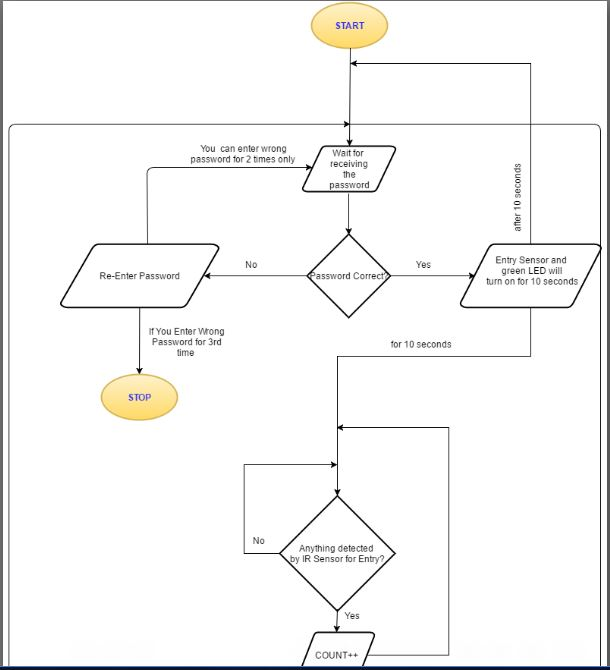 START
You can enter wrong
password for 2 times only
Wait for
receiving
the
password
after 10 seconds
Re-Enter Password
No
Password Correct?
Yes
Entry Sensor and
green LED will
turn on for 10 seconds
If You Enter Wrong
Password for 3rd
time
for 10 seconds
STOP
No
Anything detected
by IR Sensor for Entry?
Yes
COUNT++